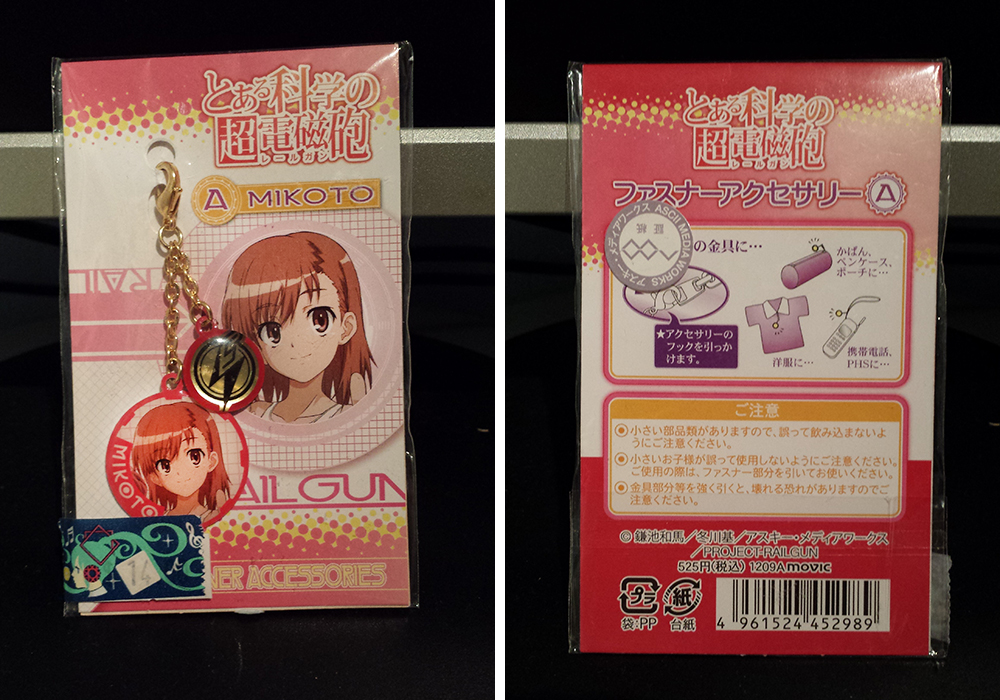 とある科学の
超電磁砲
レールガン
A MIKOTO
RAIL
MIKOTO
RAILGUN
14
NER ACCESSORIES
とある科学の
超電磁砲
レールガン
ファスナーアクセサリー A
アスキー・メディアワークス ASCII MEDIA WORKS
証紙
の金具に…
かばん、
ペンケース、
ポーチに…
★アクセサリーの
フックを引っか
けます。
洋服に…
携帯電話、
PHSに…
ご注意
小さい部品類がありますので、誤って飲み込まないよ
うにご注意ください。
小さいお子様が誤って使用しないようにご注意ください。
ご使用の際は、ファスナー部分を引いてお使いください。
金具部分等を強く引くと、壊れる恐れがありますのでご
注意ください。
© 鎌池和馬／冬川基／アスキー・メディアワークス
／PROJECT-RAILGUN
525円(税込) 1209A movic
プラ 紙
袋:PP 台紙
4 961524 452989